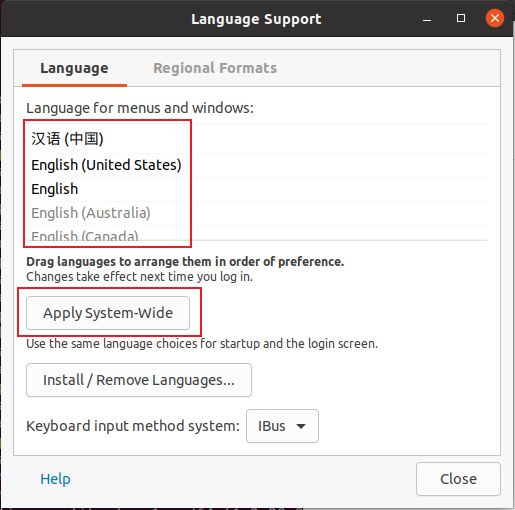 Language Support
Language
Regional Formats
Language for menus and windows:
汉语 (中国)
English (United States)
English
English (Australia)
English (Canada)
Drag languages to arrange them in order of preference.
Changes take effect next time you log in.
Apply System-Wide
Use the same language choices for startup and the login screen.
Install / Remove Languages...
Keyboard input method system: IBus
Help
Close